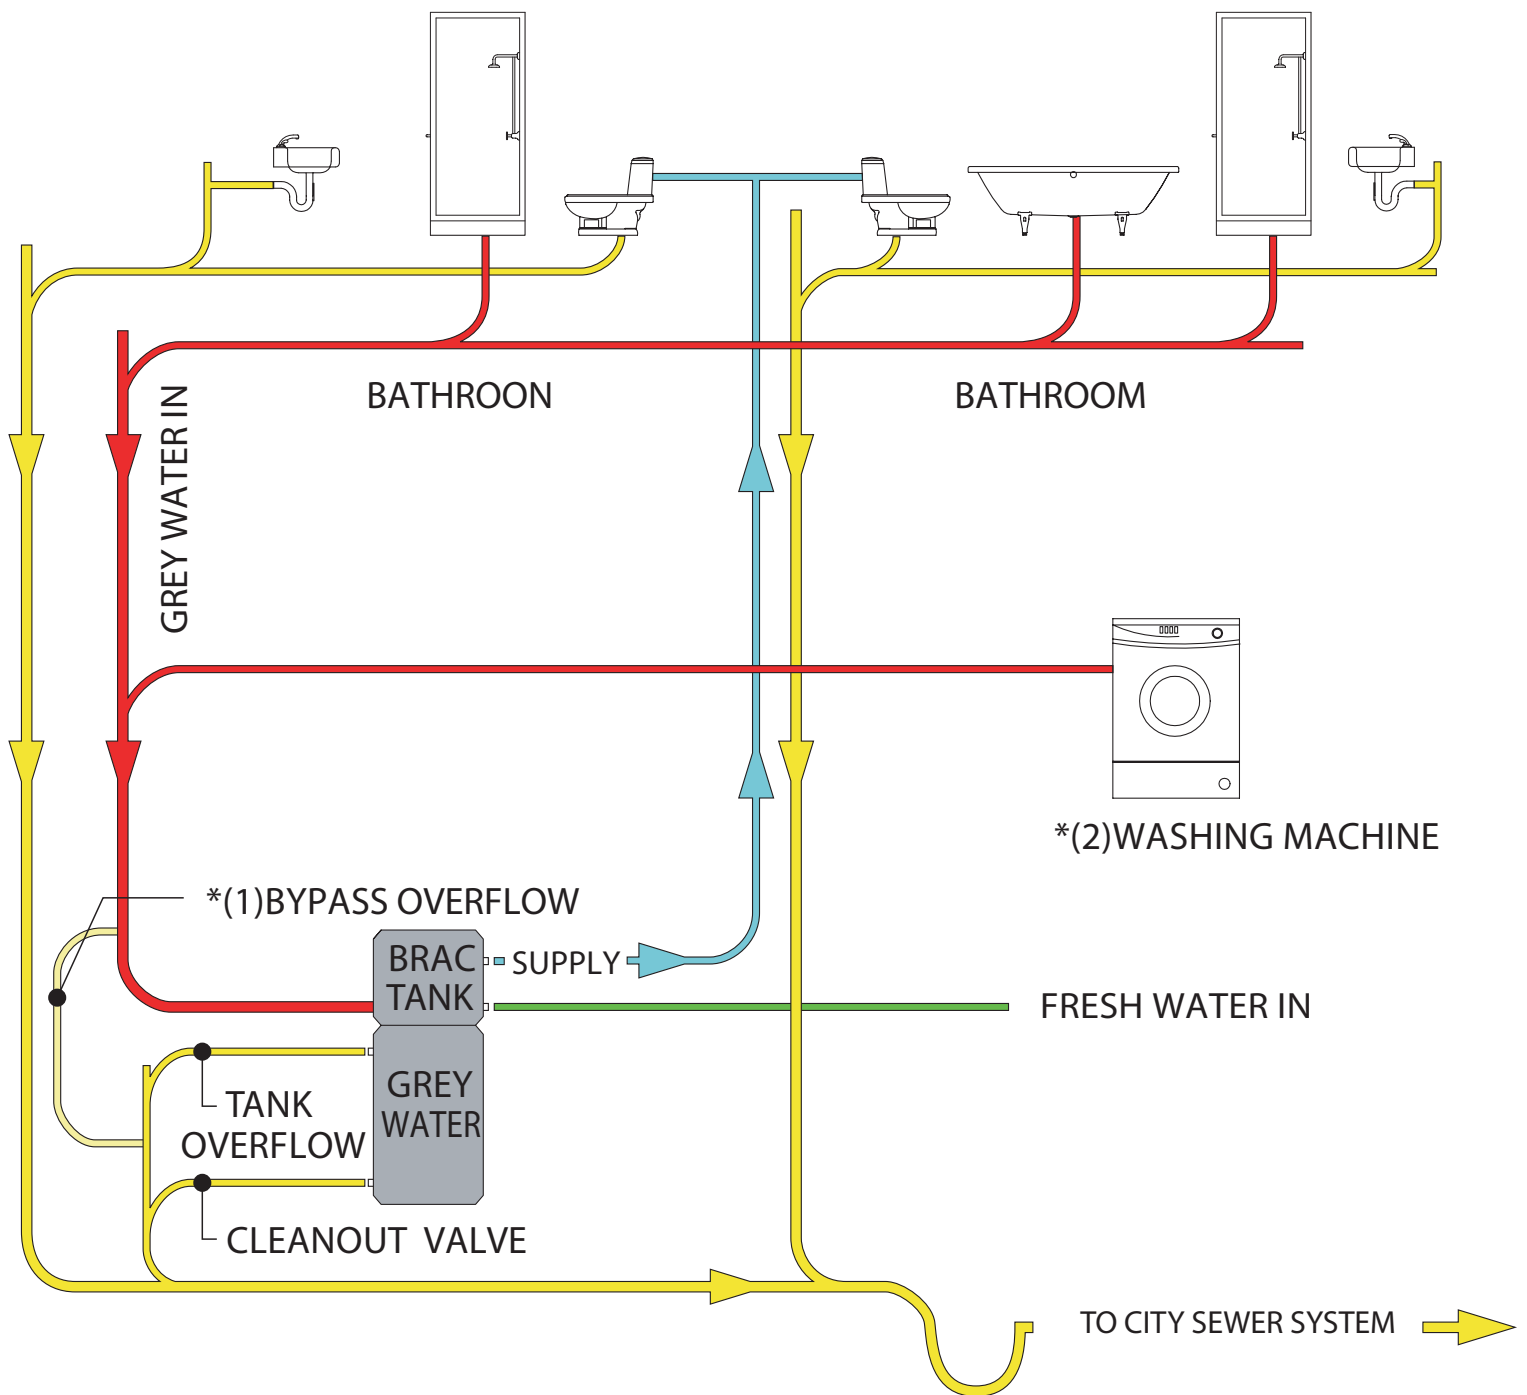 BATHROON
BATHROOM
GREY WATER IN
*(2)WASHING MACHINE
*(1)BYPASS OVERFLOW
BRAC
TANK
SUPPLY
FRESH WATER IN
GREY
WATER
TANK
OVERFLOW
CLEANOUT VALVE
TO CITY SEWER SYSTEM